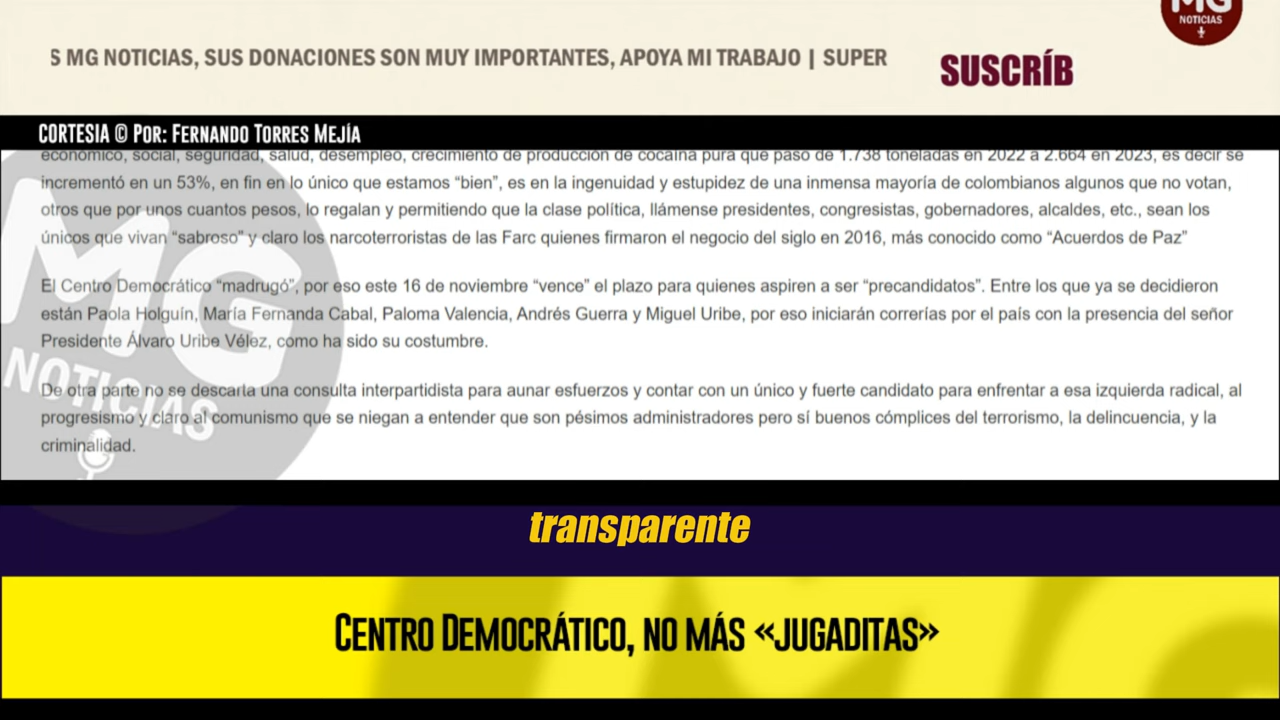 MG
NOTICIAS
S MG NOTICIAS, SUS DONACIONES SON MUY IMPORTANTES, APOYA MI TRABAJO | SUPER
SUSCRÍB
CORTESIA © Por: Fernando Torres Mejía
económico, social, seguridad, salud, desempleo, crecimiento de producción de cocaína pura que pasó de 1.738 toneladas en 2022 a 2.664 en 2023, es decir se
incrementó en un 53%, en fin en lo único que estamos “bien”, es en la ingenuidad y estupidez de una inmensa mayoría de colombianos algunos que no votan,
otros que por unos cuantos pesos, lo regalan y permitiendo que la clase política, llámense presidentes, congresistas, gobernadores, alcaldes, etc., sean los
únicos que vivan “sabroso” y claro los narcoterroristas de las Farc quienes firmaron el negocio del siglo en 2016, más conocido como “Acuerdos de Paz”
El Centro Democrático “madrugó”, por eso este 16 de noviembre “vence” el plazo para quienes aspiren a ser “precandidatos”. Entre los que ya se decidieron
están Paola Holguín, María Fernanda Cabal, Paloma Valencia, Andrés Guerra y Miguel Uribe, por eso iniciarán correrías por el país con la presencia del señor
Presidente Álvaro Uribe Vélez, como ha sido su costumbre.
De otra parte no se descarta una consulta interpartidista para aunar esfuerzos y contar con un único y fuerte candidato para enfrentar a esa izquierda radical, al
progresismo y claro al comunismo que se niegan a entender que son pésimos administradores pero sí buenos cómplices del terrorismo, la delincuencia, y la
criminalidad.
MG
NOTICIAS
transparente
Centro Democrático, no más «jugaditas»